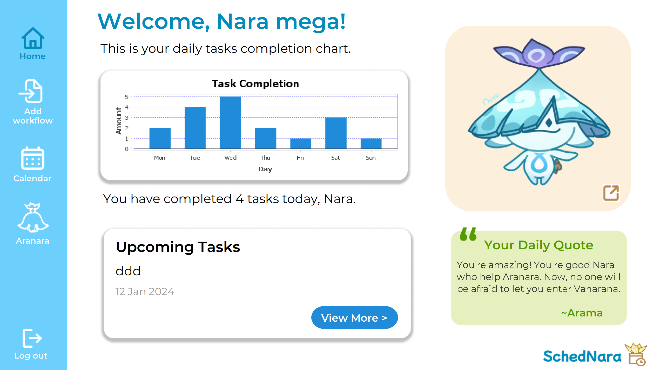 Welcome, Nara mega!
This is your daily tasks completion chart.
Home
Add
workflow
Calendar
Aranara
Log out
Task Completion
Amount
5
4
3
2
1
0
Mon Tue Wed Thu Fri Sat Sun
Day
You have completed 4 tasks today, Nara.
Upcoming Tasks
ddd
12 Jan 2024
View More >
“ Your Daily Quote
You're amazing! You're good Nara
who help Aranara. Now, no one will
be afraid to let you enter Vanarana.
~Arama
SchedNara